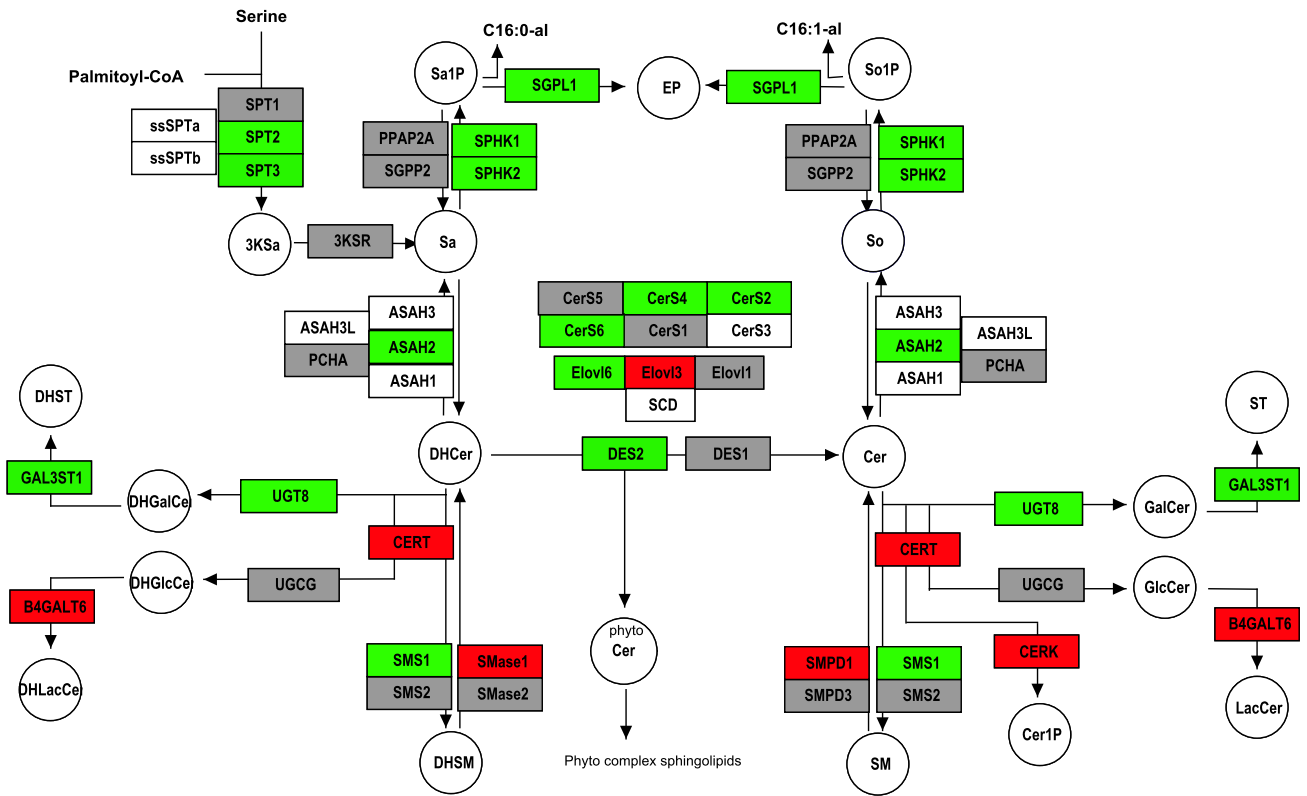 Serine
C16:0-al
C16:1-al
Palmitoyl-CoA
Sa1P
SGPL1
EP
SGPL1
So1P
SPT1
ssSPTa
SPT2
ssSPTb
SPT3
PPAP2A
SPHK1
SGPP2
SPHK2
PPAP2A
SPHK1
SGPP2
SPHK2
3KSa
3KSR
Sa
So
CerS5
CerS4
CerS2
CerS6
CerS1
CerS3
Elovl6
Elovl3
Elovl1
SCD
ASAH3
ASAH3L
ASAH2
PCHA
ASAH1
ASAH3
ASAH3L
ASAH2
PCHA
ASAH1
DHST
ST
DHCer
DES2
DES1
Cer
GAL3ST1
DHGalCe
UGT8
UGT8
GalCer
GAL3ST1
CERT
CERT
B4GALT6
DHGlcCe
UGCG
UGCG
GlcCer
B4GALT6
phyto
Cer
SMS1
SMase1
SMS2
SMase2
SMPD1
SMS1
SMPD3
SMS2
CERK
DHLacCe
LacCer
DHSM
Phyto complex sphingolipids
SM
Cer1P